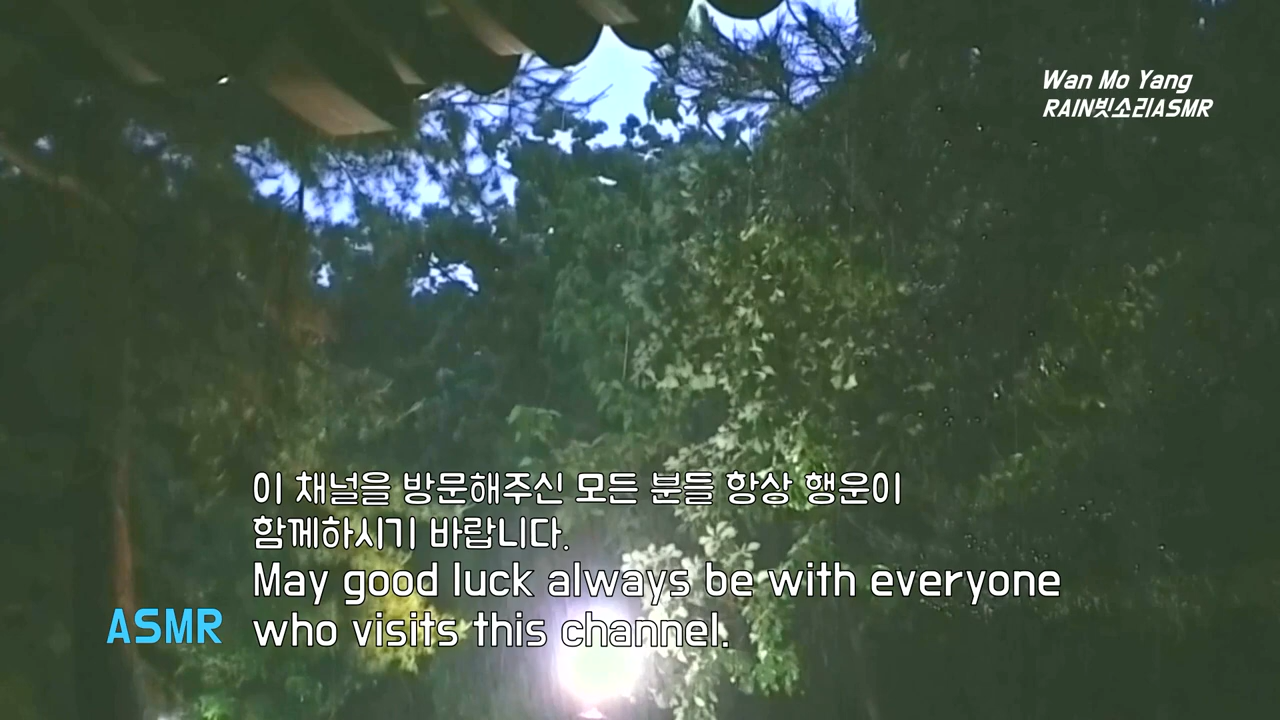 Wan Mo Yang
RAIN빗소리ASMR
이 채널을 방문해주신 모든 분들 항상 행운이
함께하시기 바랍니다.
May good luck always be with everyone
ASMR who visits this channel.